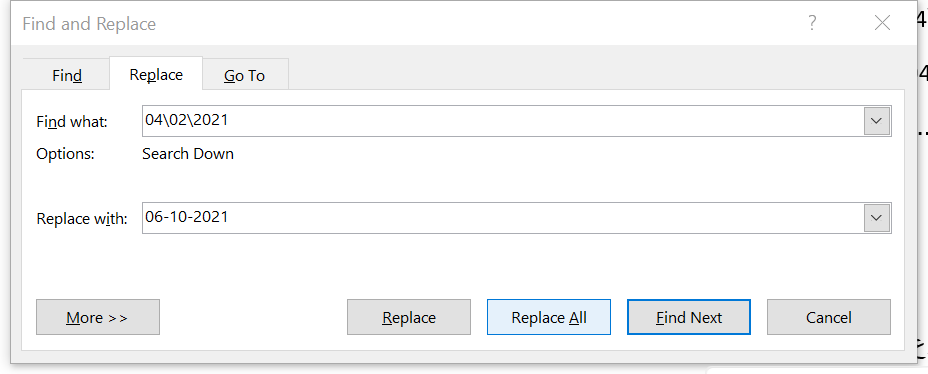 Find and Replace ? ×
Find Replace Go To
Find what: 04\02\2021
Options: Search Down
Replace with: 06-10-2021
More >> Replace Replace All Find Next Cancel